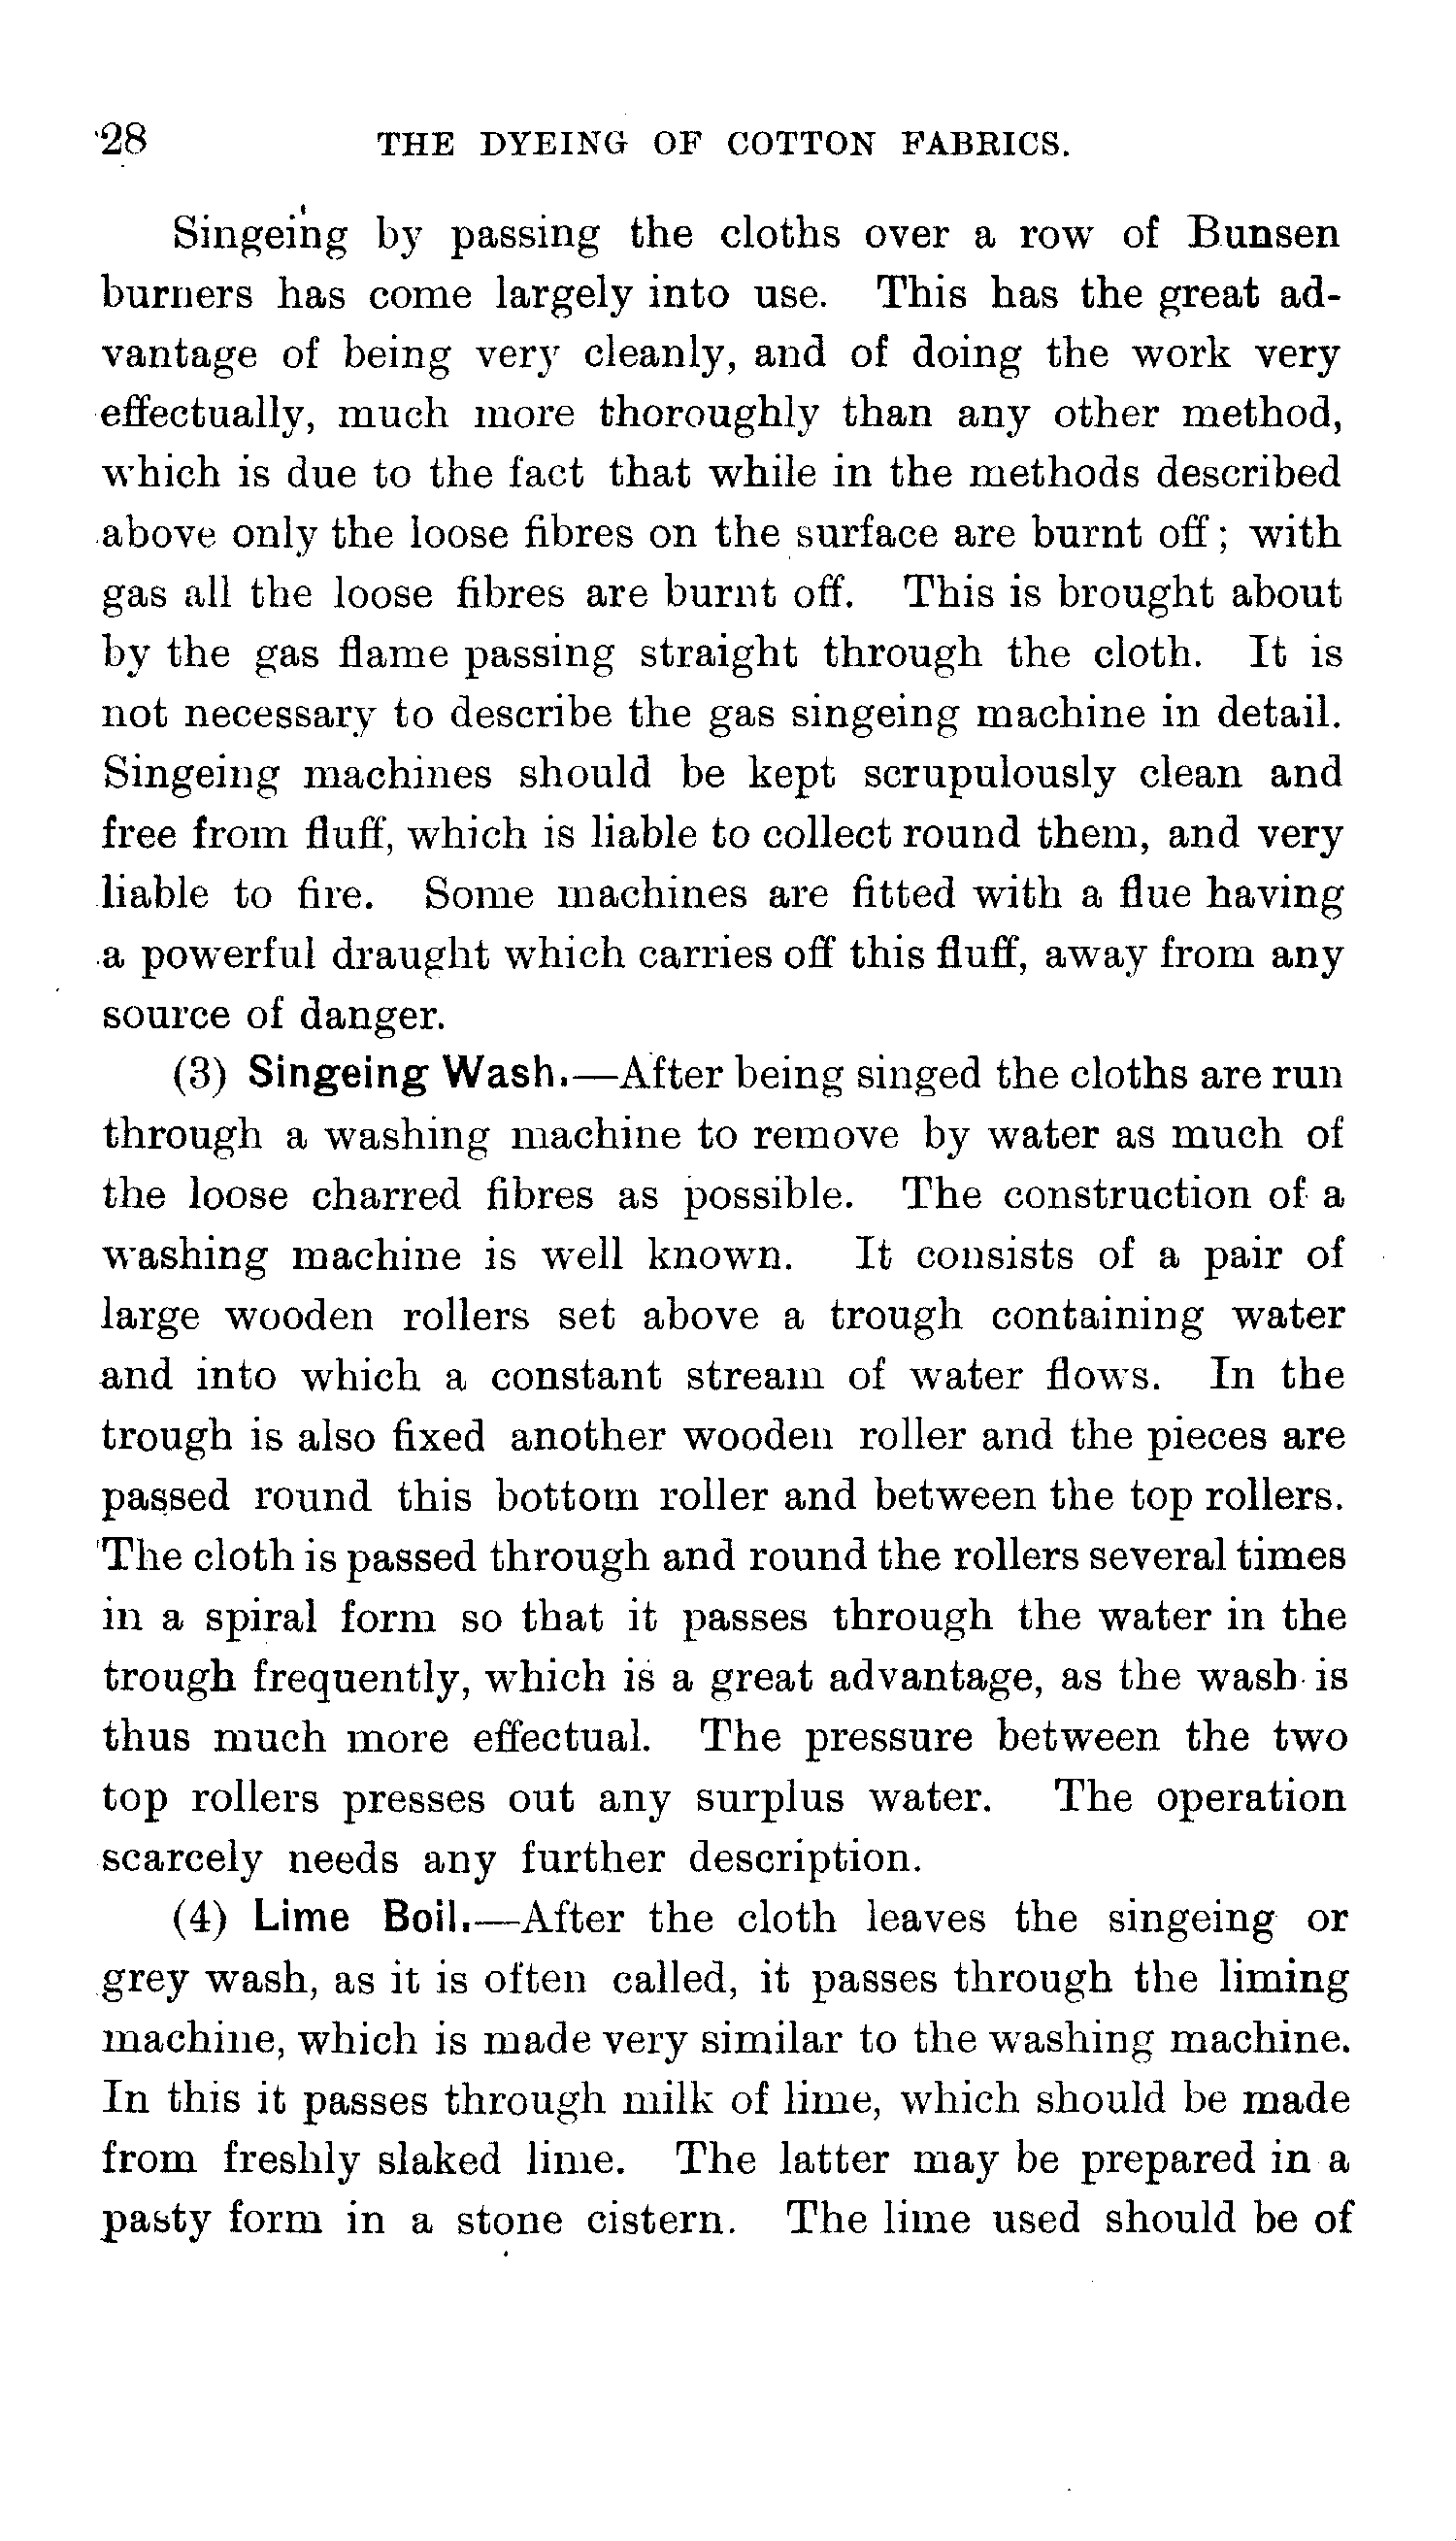 28 THE DYEING OF COTTON FABRICS.
Singeing by passing the cloths over a row of Bunsen
burners has come largely into use. This has the great ad-
vantage of being very cleanly, and of doing the work very
effectually, much more thoroughly than any other method,
which is due to the fact that while in the methods described
above only the loose fibres on the surface are burnt off; with
gas all the loose fibres are burnt off. This is brought about
by the gas flame passing straight through the cloth. It is
not necessary to describe the gas singeing machine in detail.
Singeing machines should be kept scrupulously clean and
free from fluff, which is liable to collect round them, and very
liable to fire. Some machines are fitted with a flue having
a powerful draught which carries off this fluff, away from any
source of danger.
(3) Singeing Wash.—After being singed the cloths are run
through a washing machine to remove by water as much of
the loose charred fibres as possible. The construction of a
washing machine is well known. It consists of a pair of
large wooden rollers set above a trough containing water
and into which a constant stream of water flows. In the
trough is also fixed another wooden roller and the pieces are
passed round this bottom roller and between the top rollers.
The cloth is passed through and round the rollers several times
in a spiral form so that it passes through the water in the
trough frequently, which is a great advantage, as the wash is
thus much more effectual. The pressure between the two
top rollers presses out any surplus water. The operation
scarcely needs any further description.
(4) Lime Boil.—After the cloth leaves the singeing or
grey wash, as it is often called, it passes through the liming
machine, which is made very similar to the washing machine.
In this it passes through milk of lime, which should be made
from freshly slaked lime. The latter may be prepared in a
pasty form in a stone cistern. The lime used should be of